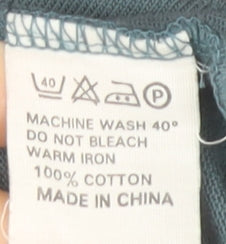 40 P
MACHINE WASH 40°
DO NOT BLEACH
WARM IRON
100% COTTON
MADE IN CHINA